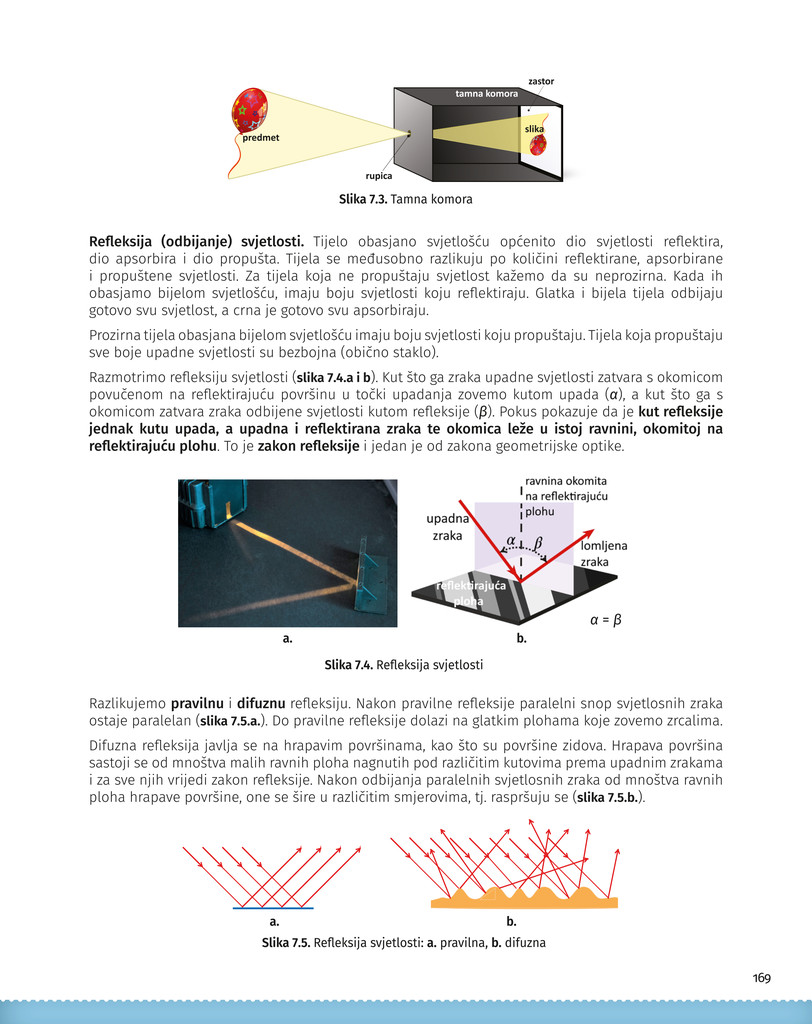 zastor
tamna komora
slika
predmet
rupica
Slika 7.3. Tamna komora
Refleksija (odbijanje) svjetlosti. Tijelo obasjano svjetlošću općenito dio svjetlosti reflektira,
dio apsorbira i dio propušta. Tijela se međusobno razlikuju po količini reflektirane, apsorbirane
i propuštene svjetlosti. Za tijela koja ne propuštaju svjetlost kažemo da su neprozirna. Kada ih
obasjamo bijelom svjetlošću, imaju boju svjetlosti koju reflektiraju. Glatka i bijela tijela odbijaju
gotovo svu svjetlost, a crna je gotovo svu apsorbiraju.
Prozirna tijela obasjana bijelom svjetlošću imaju boju svjetlosti koju propuštaju. Tijela koja propuštaju
sve boje upadne svjetlosti su bezbojna (obično staklo).
Razmotrimo refleksiju svjetlosti (slika 7.4.a i b). Kut što ga zraka upadne svjetlosti zatvara s okomicom
povučenom na reflektirajuću površinu u točki upadanja zovemo kutom upada (α), a kut što ga s
okomicom zatvara zraka odbijene svjetlosti kutom refleksije (β). Pokus pokazuje da je kut refleksije
jednak kutu upada, a upadna i reflektirana zraka te okomica leže u istoj ravnini, okomitoj na
reflektirajuću plohu. To je zakon refleksije i jedan je od zakona geometrijske optike.
ravnina okomita
na reflektirajuću
plohu
upadna
zraka
α
β
lomljena
zraka
reflektirajuća
ploha
α = β
a.
b.
Slika 7.4. Refleksija svjetlosti
Razlikujemo pravilnu i difuznu refleksiju. Nakon pravilne refleksije paralelni snop svjetlosnih zraka
ostaje paralelan (slika 7.5.a.). Do pravilne refleksije dolazi na glatkim plohama koje zovemo zrcalima.
Difuzna refleksija javlja se na hrapavim površinama, kao što su površine zidova. Hrapava površina
sastoji se od mnoštva malih ravnih ploha nagnutih pod različitim kutovima prema upadnim zrakama
i za sve njih vrijedi zakon refleksije. Nakon odbijanja paralelnih svjetlosnih zraka od mnoštva ravnih
ploha hrapave površine, one se šire u različitim smjerovima, tj. raspršuju se (slika 7.5.b.).
a.
b.
Slika 7.5. Refleksija svjetlosti: a. pravilna, b. difuzna
169